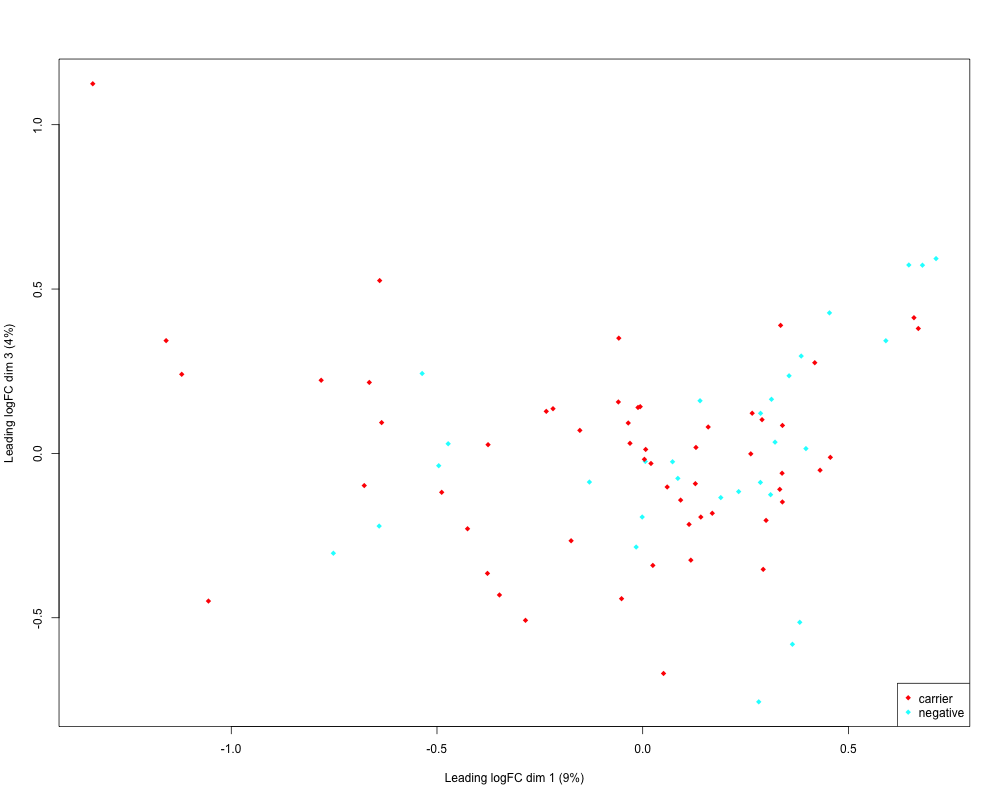 1.0
0.5
0.0
-0.5
Leading logFC dim 3 (4%)
carrier
negative
-1.0 -0.5 0.0 0.5
Leading logFC dim 1 (9%)